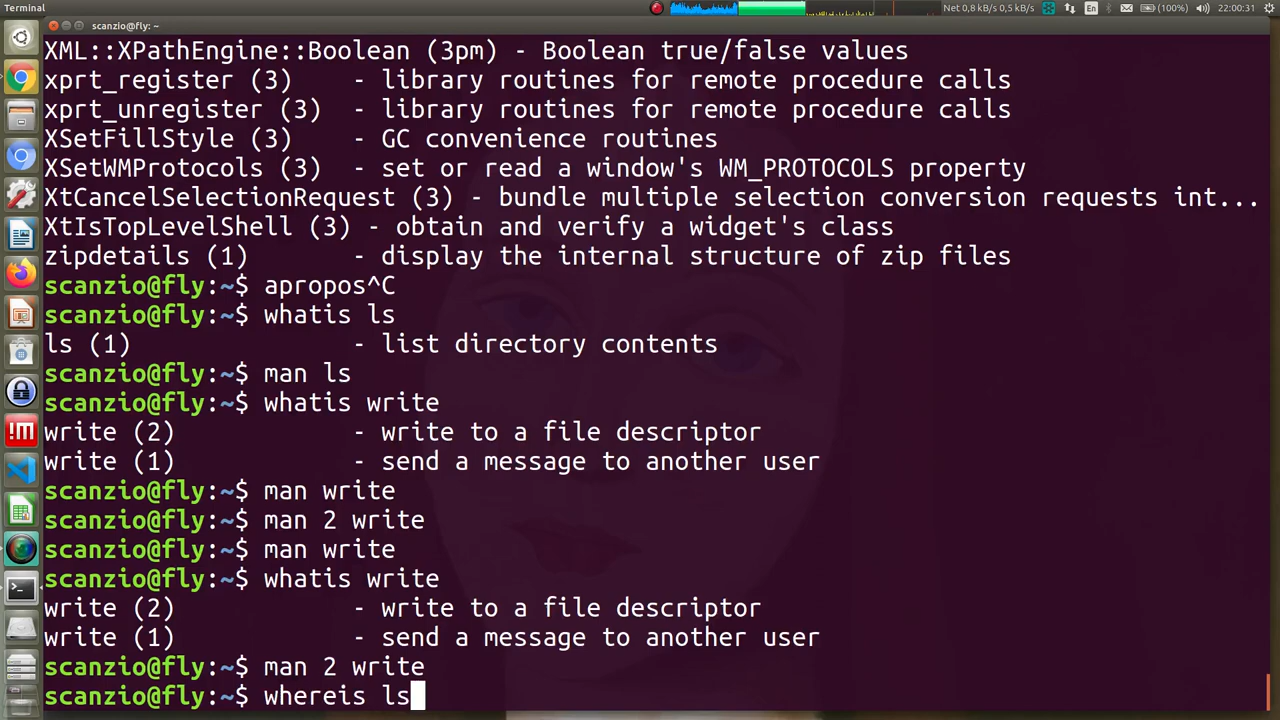 Terminal
Net 0,8 kB/s 0,5 kB/s
En
(100%)
22:00:31
scanzio@fly: ~
XML::XPathEngine::Boolean (3pm) - Boolean true/false values
xprt_register (3)    - library routines for remote procedure calls
xprt_unregister (3)  - library routines for remote procedure calls
XSetFillStyle (3)    - GC convenience routines
XSetWMProtocols (3)  - set or read a window's WM_PROTOCOLS property
XtCancelSelectionRequest (3) - bundle multiple selection conversion requests int...
XtIsTopLevelShell (3) - obtain and verify a widget's class
zipdetails (1)       - display the internal structure of zip files
scanzio@fly:~$ apropos^C
scanzio@fly:~$ whatis ls
ls (1)               - list directory contents
scanzio@fly:~$ man ls
scanzio@fly:~$ whatis write
write (2)            - write to a file descriptor
write (1)            - send a message to another user
scanzio@fly:~$ man write
scanzio@fly:~$ man 2 write
scanzio@fly:~$ man write
scanzio@fly:~$ whatis write
write (2)            - write to a file descriptor
write (1)            - send a message to another user
scanzio@fly:~$ man 2 write
scanzio@fly:~$ whereis ls